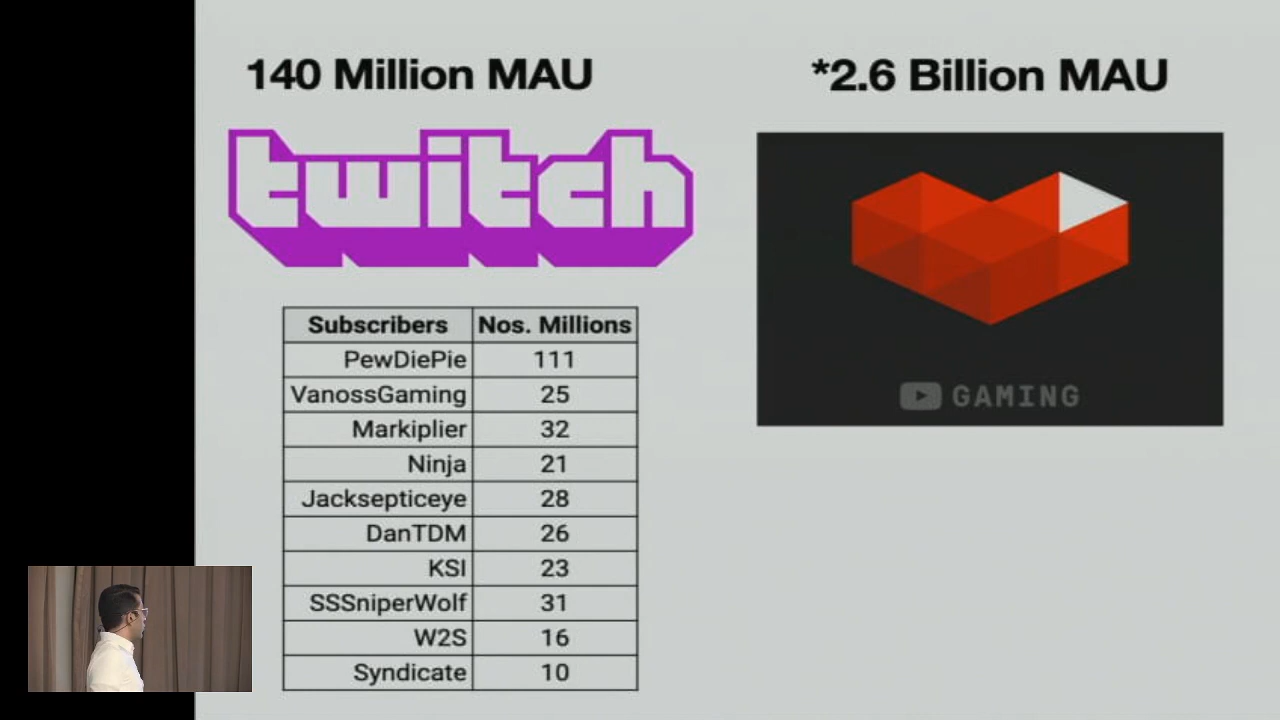 140 Million MAU
*2.6 Billion MAU
twitch
GAMING
Subscribers Nos. Millions
PewDiePie 111
VanossGaming 25
Markiplier 32
Ninja 21
Jacksepticeye 28
DanTDM 26
KSI 23
SSSniperWolf 31
W2S 16
Syndicate 10